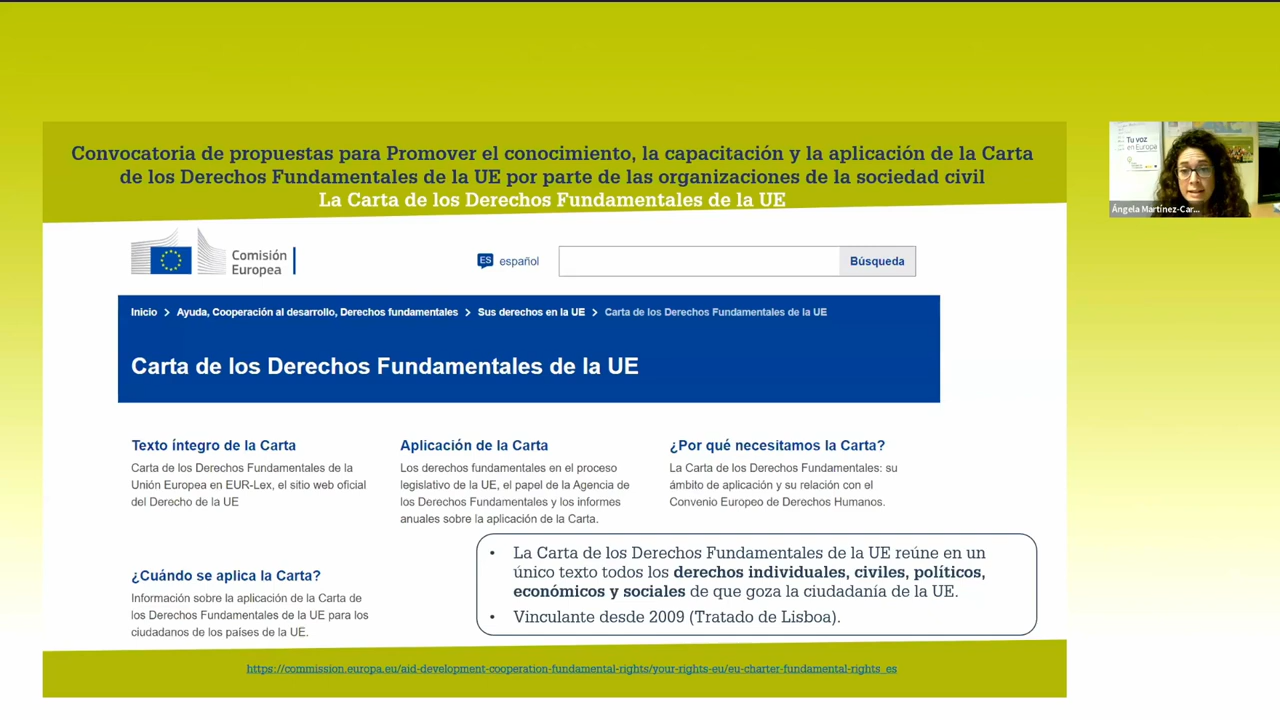 Convocatoria de propuestas para Promover el conocimiento, la capacitación y la aplicación de la Carta
de los Derechos Fundamentales de la UE por parte de las organizaciones de la sociedad civil
La Carta de los Derechos Fundamentales de la UE
Comisión
Europea
ES español
Búsqueda
Inicio > Ayuda, Cooperación al desarrollo, Derechos fundamentales > Sus derechos en la UE > Carta de los Derechos Fundamentales de la UE
Carta de los Derechos Fundamentales de la UE
Texto íntegro de la Carta
Carta de los Derechos Fundamentales de la
Unión Europea en EUR-Lex, el sitio web oficial
del Derecho de la UE
Aplicación de la Carta
Los derechos fundamentales en el proceso
legislativo de la UE, el papel de la Agencia de
los Derechos Fundamentales y los informes
anuales sobre la aplicación de la Carta.
¿Por qué necesitamos la Carta?
La Carta de los Derechos Fundamentales: su
ámbito de aplicación y su relación con el
Convenio Europeo de Derechos Humanos.
¿Cuándo se aplica la Carta?
Información sobre la aplicación de la Carta de
los Derechos Fundamentales de la UE para los
ciudadanos de los países de la UE.
• La Carta de los Derechos Fundamentales de la UE reúne en un
único texto todos los derechos individuales, civiles, políticos,
económicos y sociales de que goza la ciudadanía de la UE.
• Vinculante desde 2009 (Tratado de Lisboa).
https://commission.europa.eu/aid-development-cooperation-fundamental-rights/your-rights-eu/eu-charter-fundamental-rights_es
Tu voz
en Europa
Ángela Martínez-Car...